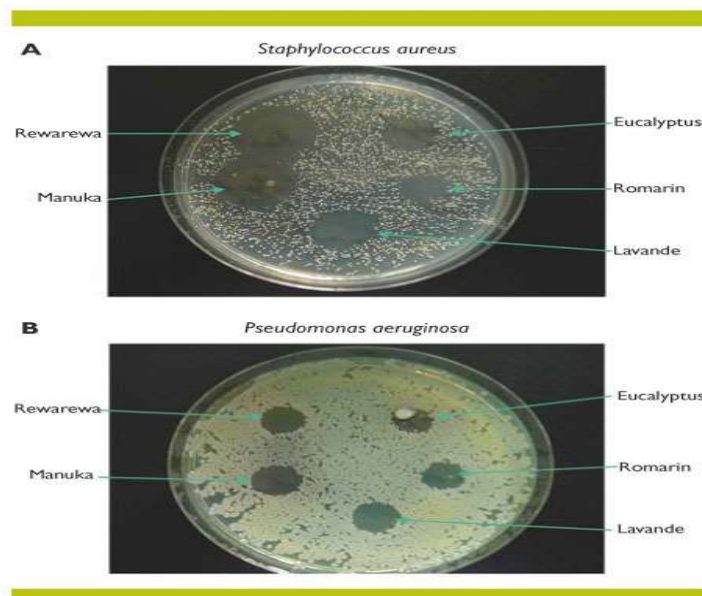 A
Staphylococcus aureus
Rewarewa
Eucalyptus
Manuka
Romarin
Lavande
B
Pseudomonas aeruginosa
Rewarewa
Eucalyptus
Manuka
Romarin
Lavande